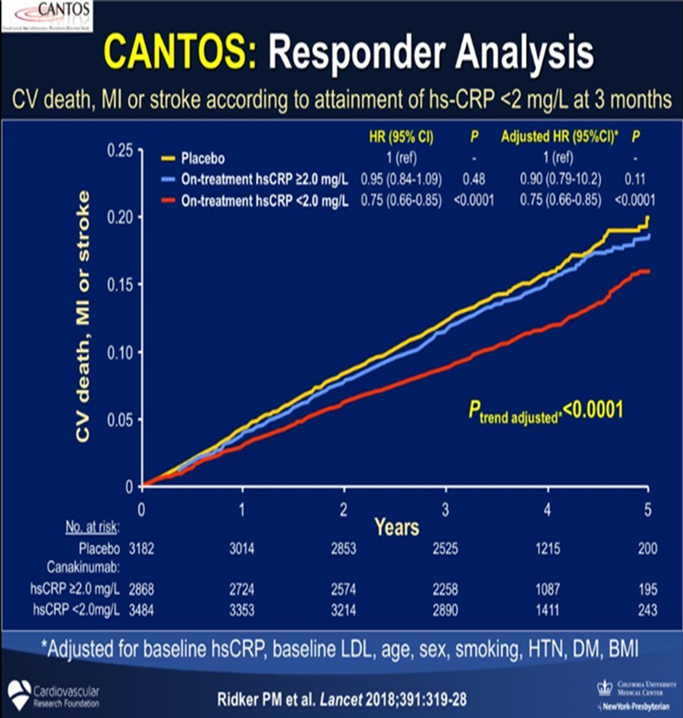 CANTOS
CANTOS: Responder Analysis
CV death, MI or stroke according to attainment of hs-CRP <2 mg/L at 3 months
HR (95% CI) P Adjusted HR (95%CI)* P
Placebo 1 (ref) - 1 (ref) -
On-treatment hsCRP ≥2.0 mg/L 0.95 (0.84-1.09) 0.48 0.90 (0.79-10.2) 0.11
On-treatment hsCRP <2.0 mg/L 0.75 (0.66-0.85) <0.0001 0.75 (0.66-0.85) <0.0001
CV death, MI or stroke
0.25
0.20
0.15
0.10
0.05
0
Ptrend adjusted*<0.0001
0 1 2 3 4 5
Years
No. at risk:
Placebo 3182 3014 2853 2525 1215 200
Canakinumab:
hsCRP ≥2.0 mg/L 2868 2724 2574 2258 1087 195
hsCRP <2.0mg/L 3484 3353 3214 2890 1411 243
*Adjusted for baseline hsCRP, baseline LDL, age, sex, smoking, HTN, DM, BMI
Cardiovascular
Research Foundation
Ridker PM et al. Lancet 2018;391:319-28
COLUMBIA UNIVERSITY
MEDICAL CENTER
NewYork-Presbyterian